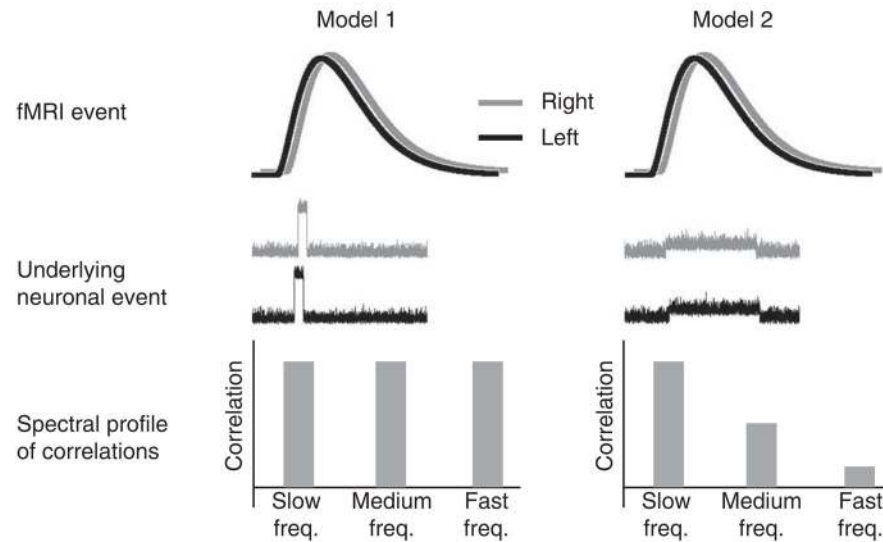 Model 1
Model 2
fMRI event
Right
Left
Underlying
neuronal event
Spectral profile
of correlations
Correlation
Slow
freq.
Medium
freq.
Fast
freq.
Correlation
Slow
freq.
Medium
freq.
Fast
freq.